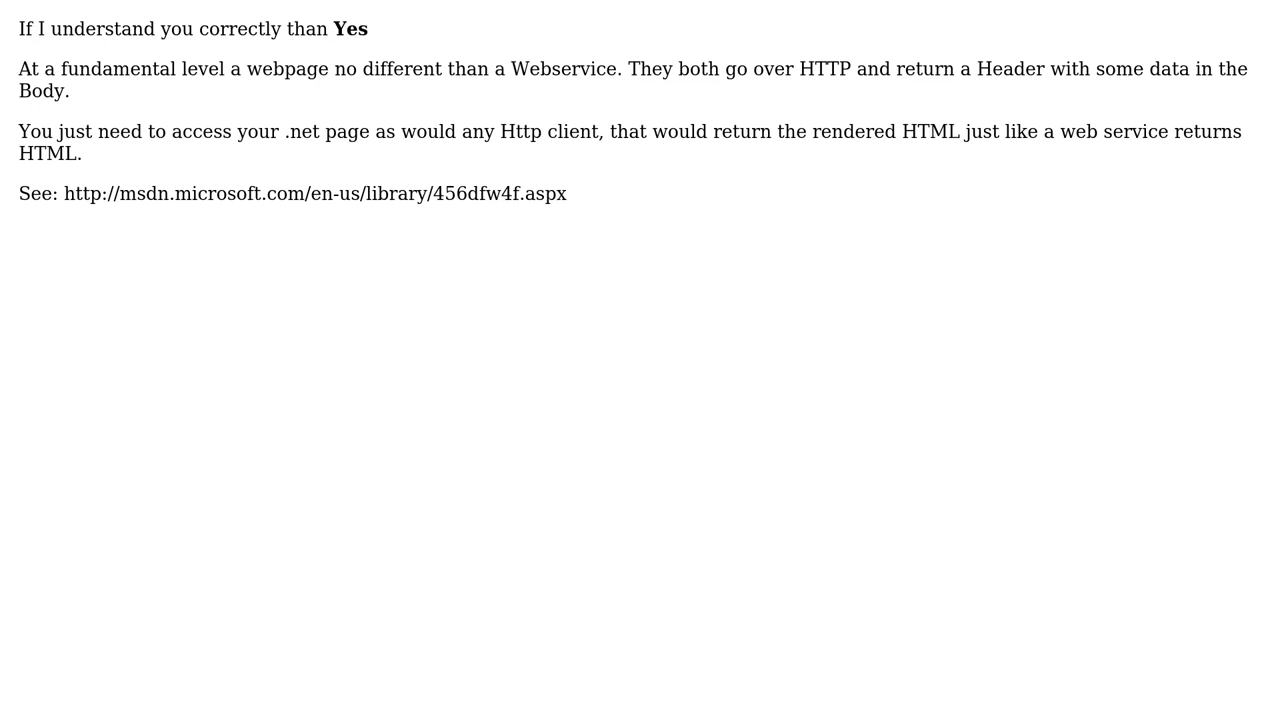 If I understand you correctly than Yes
At a fundamental level a webpage no different than a Webservice. They both go over HTTP and return a Header with some data in the
Body.
You just need to access your .net page as would any Http client, that would return the rendered HTML just like a web service returns
HTML.
See: http://msdn.microsoft.com/en-us/library/456dfw4f.aspx